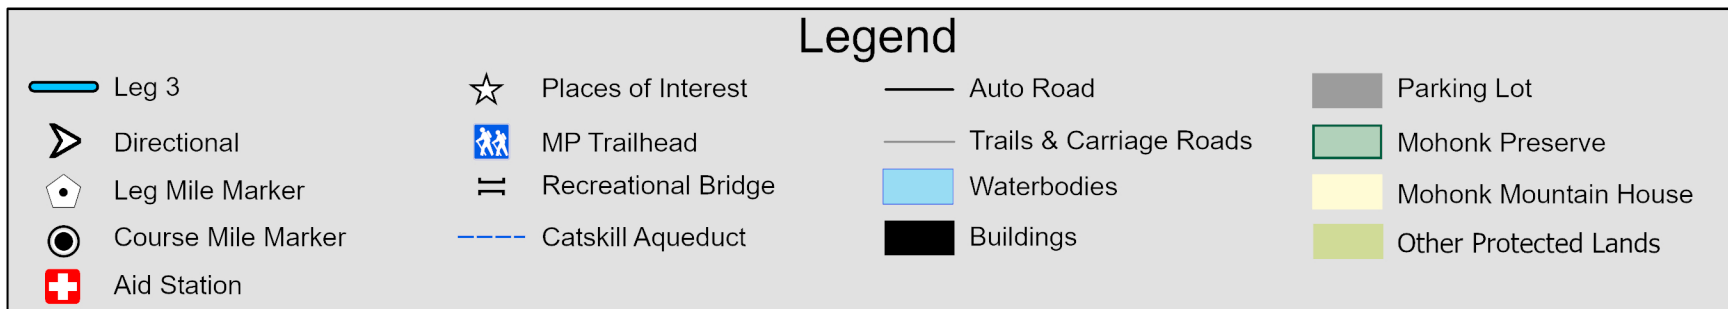 Legend
Leg 3
Directional
Leg Mile Marker
Course Mile Marker
Aid Station
Places of Interest
MP Trailhead
Recreational Bridge
Catskill Aqueduct
Auto Road
Trails & Carriage Roads
Waterbodies
Buildings
Parking Lot
Mohonk Preserve
Mohonk Mountain House
Other Protected Lands